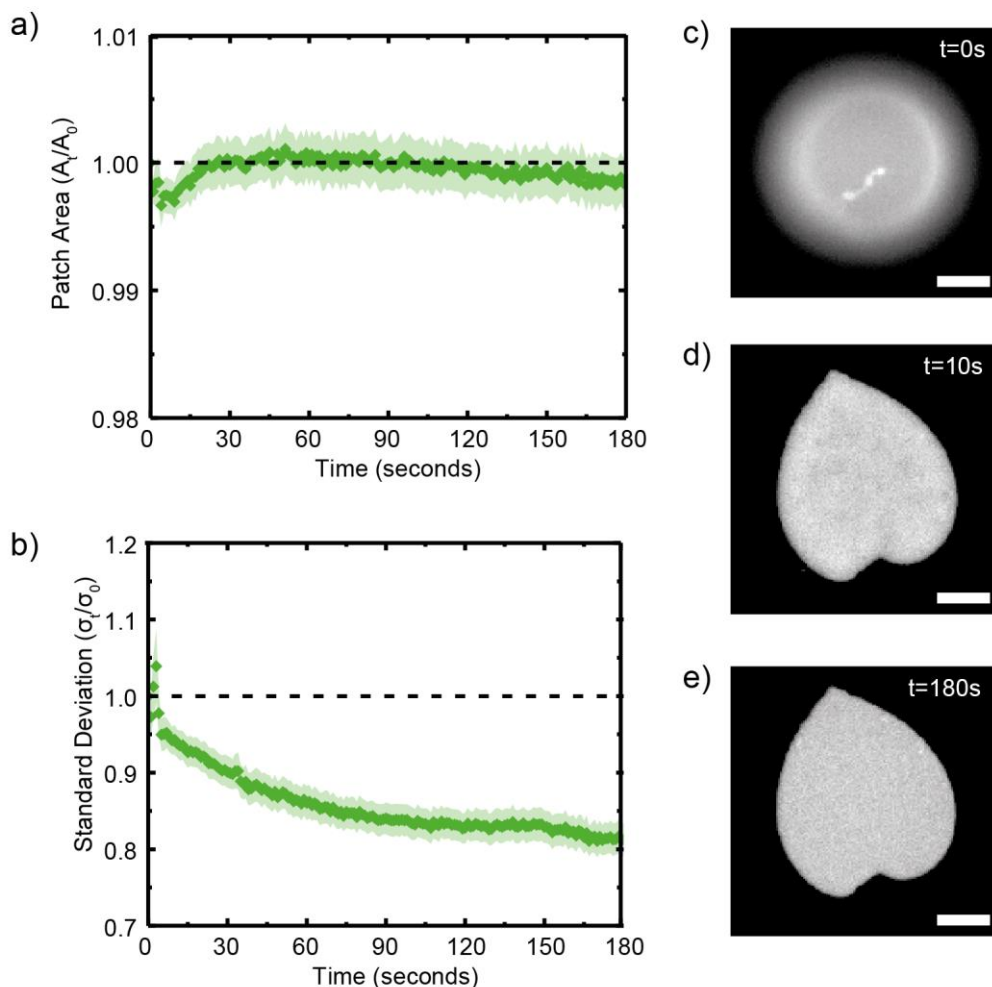 a)
1.01
1.00
0.99
0.98
Patch Area (Aₜ/A₀)
0 30 60 90 120 150 180
Time (seconds)
b)
1.2
1.1
1.0
0.9
0.8
0.7
Standard Deviation (σₜ/σ₀)
0 30 60 90 120 150 180
Time (seconds)
c)
t=0s
d)
t=10s
e)
t=180s